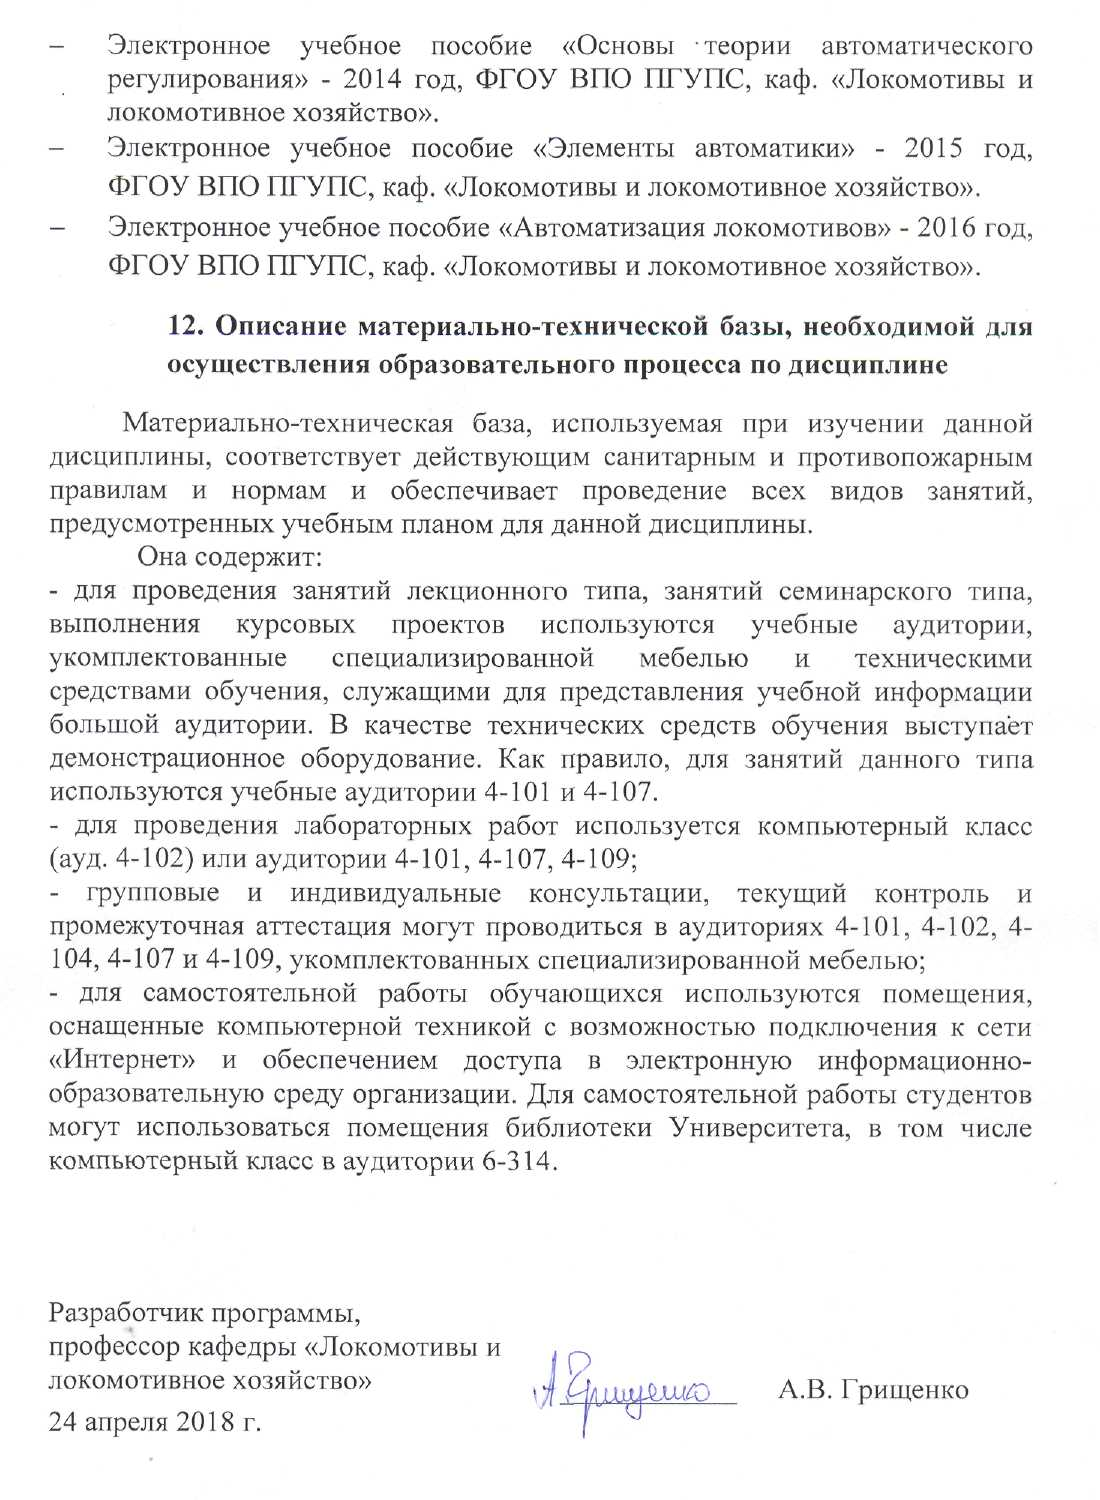 – Электронное учебное пособие «Основы теории автоматического
регулирования» - 2014 год, ФГОУ ВПО ПГУПС, каф. «Локомотивы и
локомотивное хозяйство».
– Электронное учебное пособие «Элементы автоматики» - 2015 год,
ФГОУ ВПО ПГУПС, каф. «Локомотивы и локомотивное хозяйство».
– Электронное учебное пособие «Автоматизация локомотивов» - 2016 год,
ФГОУ ВПО ПГУПС, каф. «Локомотивы и локомотивное хозяйство».
12. Описание материально-технической базы, необходимой для
осуществления образовательного процесса по дисциплине
Материально-техническая база, используемая при изучении данной
дисциплины, соответствует действующим санитарным и противопожарным
правилам и нормам и обеспечивает проведение всех видов занятий,
предусмотренных учебным планом для данной дисциплины.
Она содержит:
- для проведения занятий лекционного типа, занятий семинарского типа,
выполнения курсовых проектов используются учебные аудитории,
укомплектованные специализированной мебелью и техническими
средствами обучения, служащими для представления учебной информации
большой аудитории. В качестве технических средств обучения выступает
демонстрационное оборудование. Как правило, для занятий данного типа
используются учебные аудитории 4-101 и 4-107.
- для проведения лабораторных работ используется компьютерный класс
(ауд. 4-102) или аудитории 4-101, 4-107, 4-109;
- групповые и индивидуальные консультации, текущий контроль и
промежуточная аттестация могут проводиться в аудиториях 4-101, 4-102, 4-
104, 4-107 и 4-109, укомплектованных специализированной мебелью;
- для самостоятельной работы обучающихся используются помещения,
оснащенные компьютерной техникой с возможностью подключения к сети
«Интернет» и обеспечением доступа в электронную информационно-
образовательную среду организации. Для самостоятельной работы студентов
могут использоваться помещения библиотеки Университета, в том числе
компьютерный класс в аудитории 6-314.
Разработчик программы,
профессор кафедры «Локомотивы и
локомотивное хозяйство»
А.Грищенко А.В. Грищенко
24 апреля 2018 г.